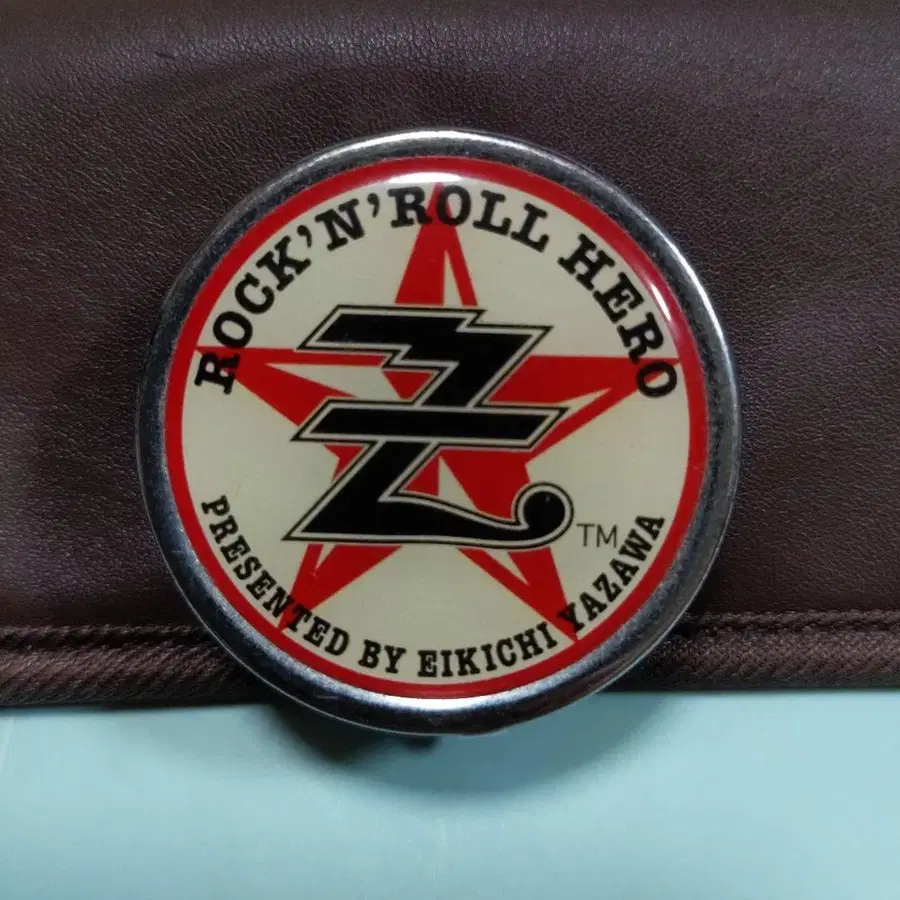 ROCK'N'ROLL HERO
Z
TM
PRESENTED BY EIKICHI YAZAWA